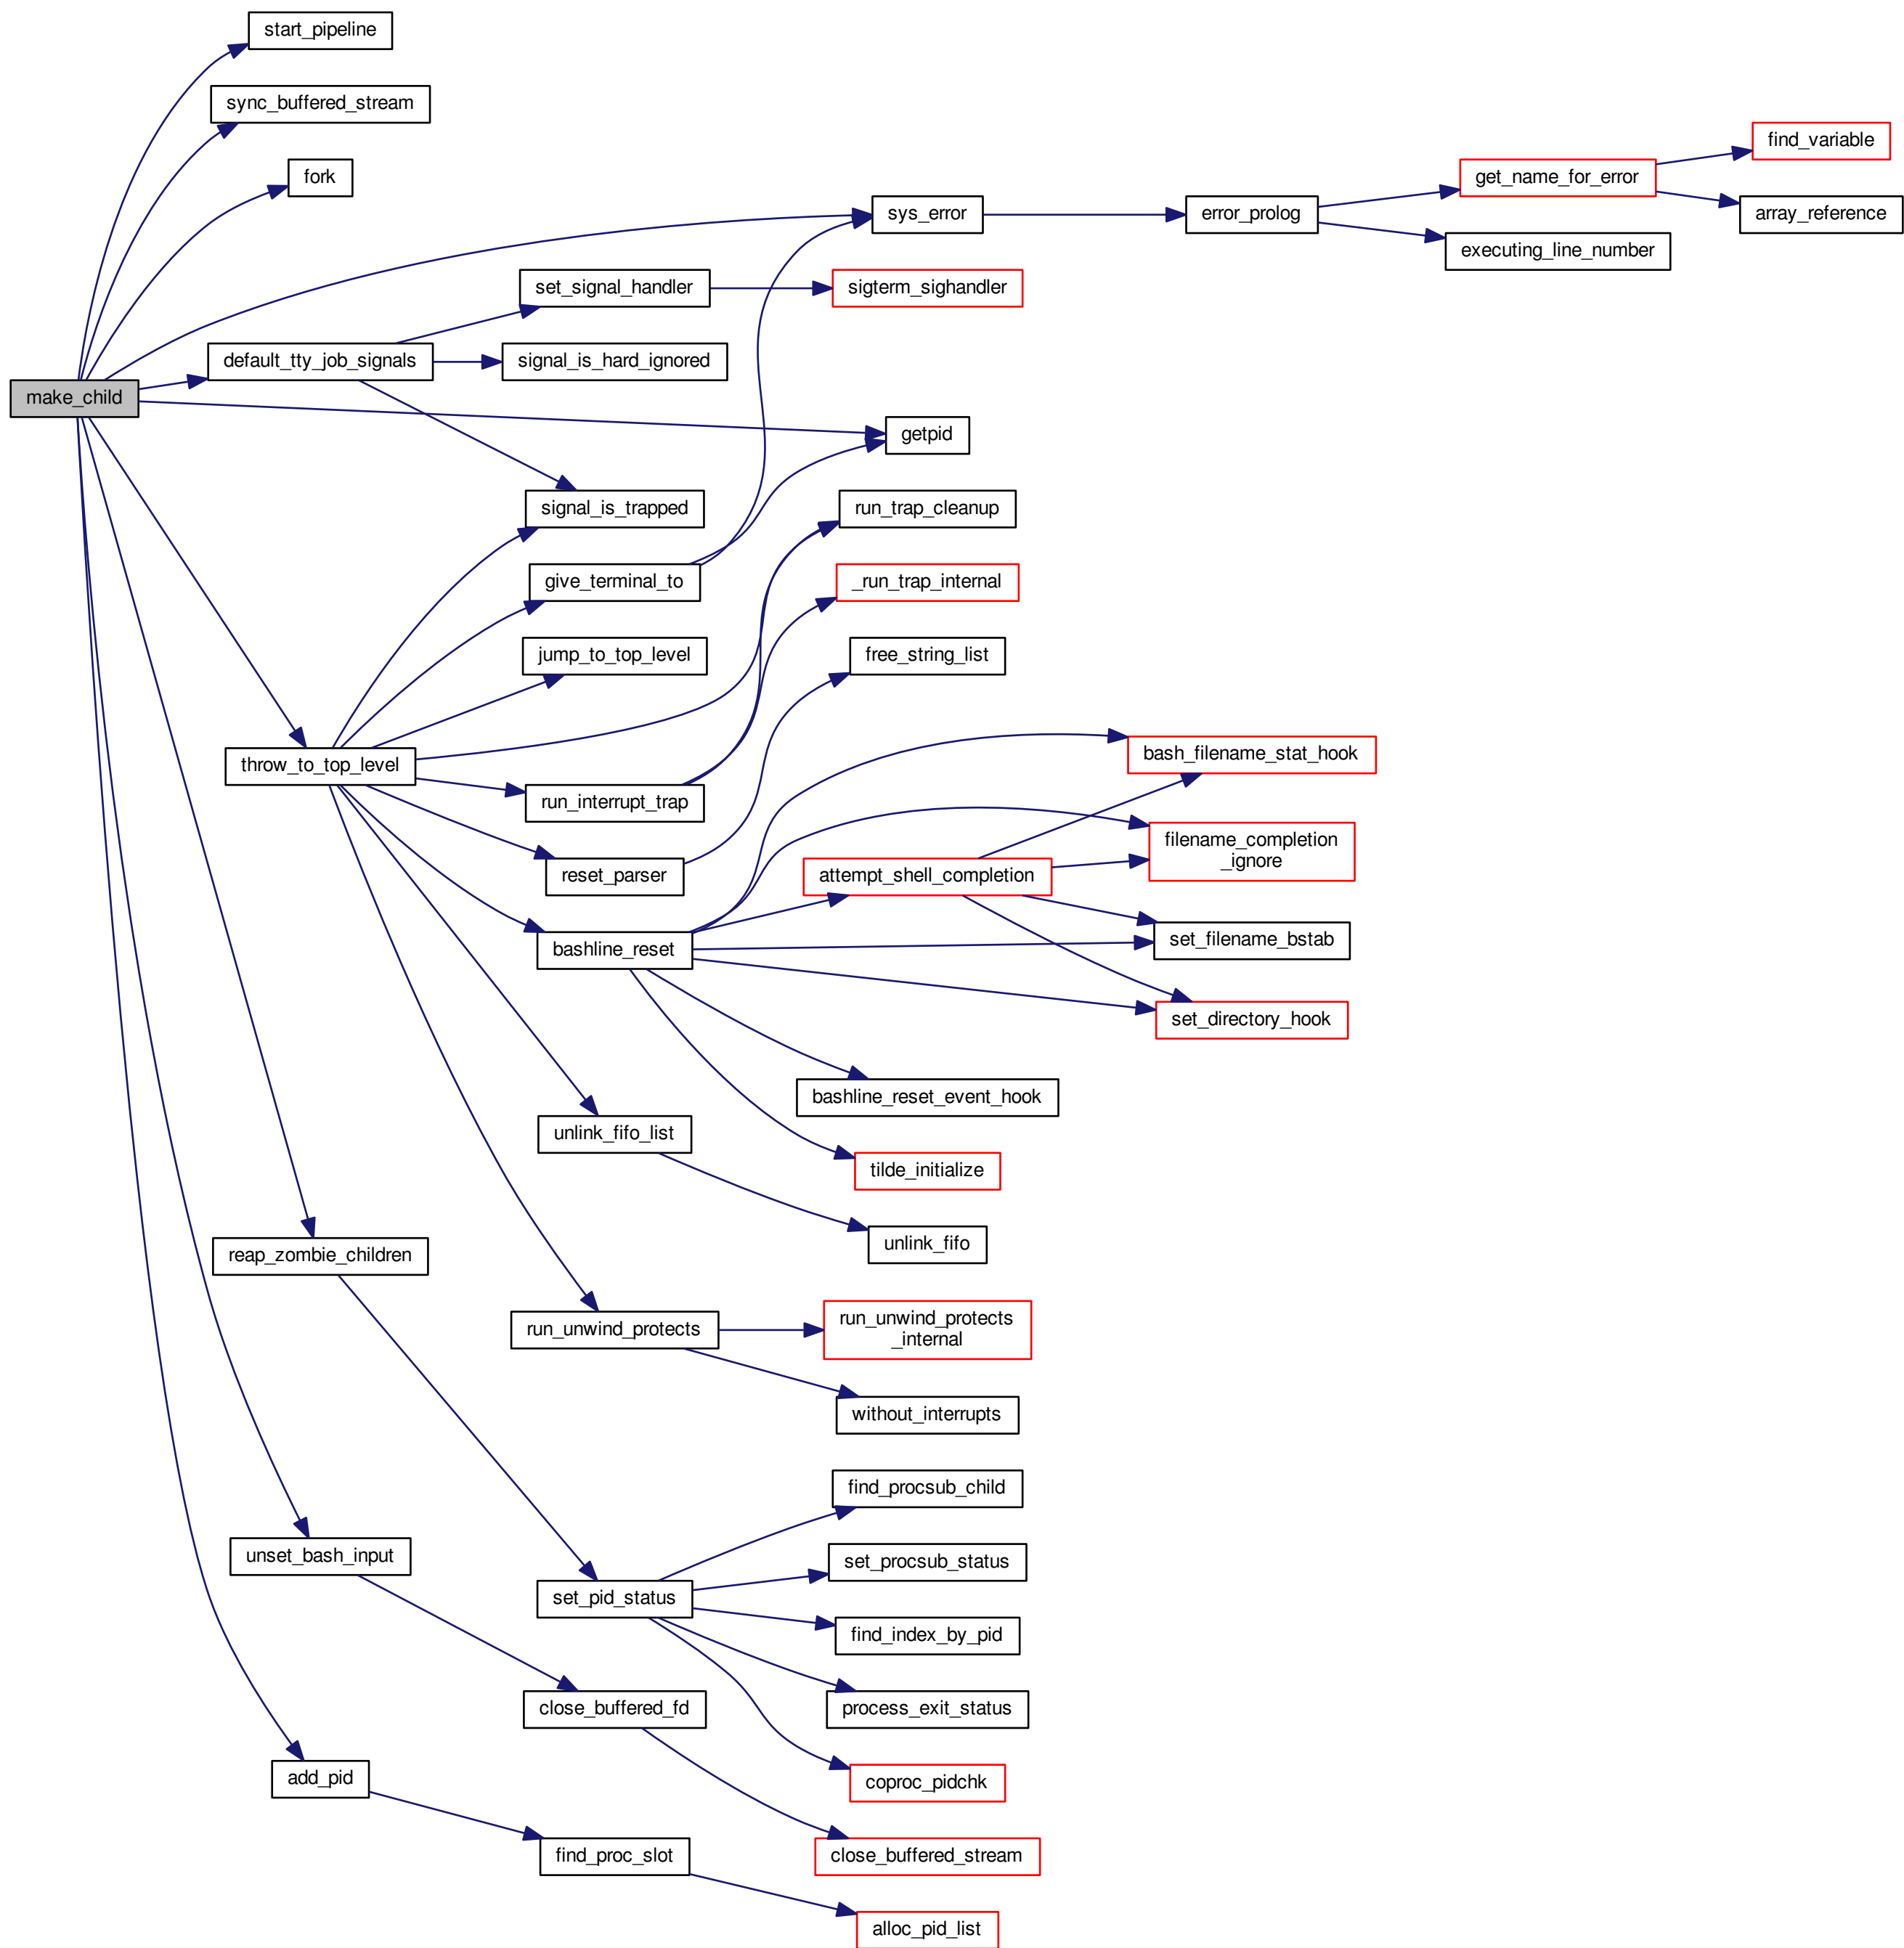 start_pipeline
sync_buffered_stream
find_variable
fork
get_name_for_error
sys_error
error_prolog
array_reference
executing_line_number
set_signal_handler
sigterm_sighandler
default_tty_job_signals
signal_is_hard_ignored
make_child
getpid
signal_is_trapped
run_trap_cleanup
give_terminal_to
_run_trap_internal
jump_to_top_level
free_string_list
throw_to_top_level
bash_filename_stat_hook
run_interrupt_trap
filename_completion
_ignore
reset_parser
attempt_shell_completion
set_filename_bstab
bashline_reset
set_directory_hook
bashline_reset_event_hook
unlink_fifo_list
tilde_initialize
unlink_fifo
reap_zombie_children
run_unwind_protects
run_unwind_protects
_internal
without_interrupts
find_procsub_child
unset_bash_input
set_procsub_status
set_pid_status
find_index_by_pid
close_buffered_fd
process_exit_status
add_pid
coproc_pidchk
find_proc_slot
close_buffered_stream
alloc_pid_list